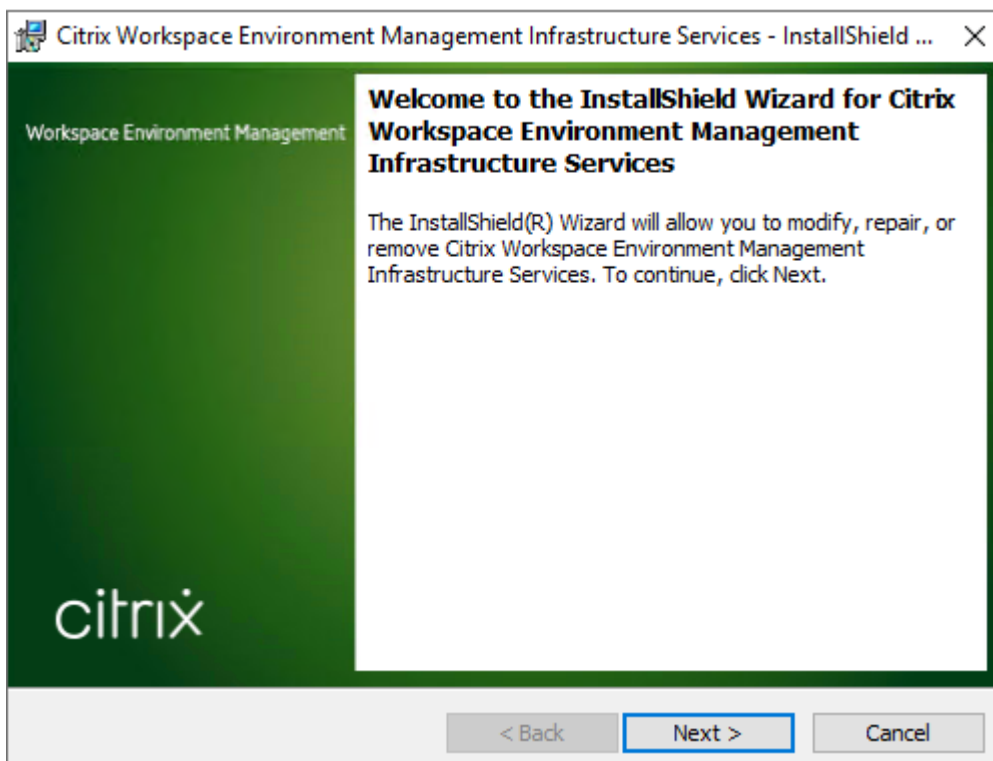 Citrix Workspace Environment Management Infrastructure Services - InstallShield ...
Workspace Environment Management
Welcome to the InstallShield Wizard for Citrix
Workspace Environment Management
Infrastructure Services
The InstallShield(R) Wizard will allow you to modify, repair, or
remove Citrix Workspace Environment Management
Infrastructure Services. To continue, click Next.
citrix
< Back
Next >
Cancel